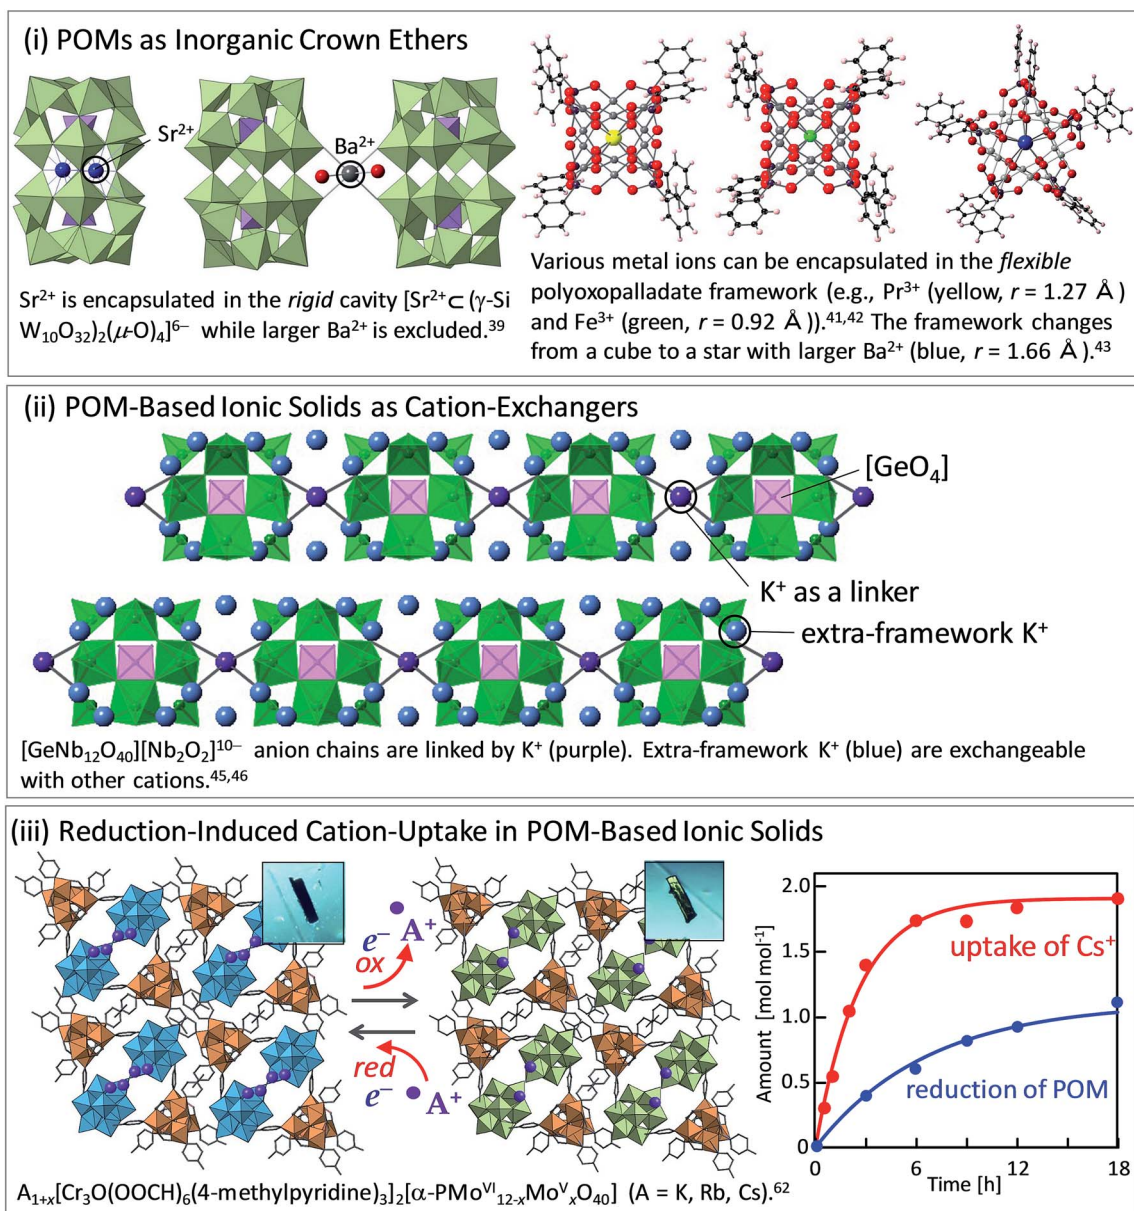 (i) POMs as Inorganic Crown Ethers
Sr²⁺
Ba²⁺
Sr²⁺ is encapsulated in the rigid cavity [Sr²⁺⊂(γ-Si
W₁₀O₃₂)₂(μ-O)₄]⁶⁻ while larger Ba²⁺ is excluded.³⁹
Various metal ions can be encapsulated in the flexible
polyoxopalladate framework (e.g., Pr³⁺ (yellow, r = 1.27 Å)
and Fe³⁺ (green, r = 0.92 Å)).⁴¹,⁴² The framework changes
from a cube to a star with larger Ba²⁺ (blue, r = 1.66 Å).⁴³
(ii) POM-Based Ionic Solids as Cation-Exchangers
[GeO₄]
K⁺ as a linker
extra-framework K⁺
[GeNb₁₂O₄₀][Nb₂O₂]¹⁰⁻ anion chains are linked by K⁺ (purple). Extra-framework K⁺ (blue) are exchangeable
with other cations.⁴⁵,⁴⁶
(iii) Reduction-Induced Cation-Uptake in POM-Based Ionic Solids
e⁻ A⁺
ox
red
e⁻ A⁺
Amount [mol mol⁻¹]
2.0
1.5
1.0
0.5
0
uptake of Cs⁺
reduction of POM
0 6 12 18
Time [h]
A₁₊ₓ[Cr₃O(OOCH)₆(4-methylpyridine)₃]₂[α-PMoⱽᴵ₁₂₋ₓMoⱽₓO₄₀] (A = K, Rb, Cs).⁶²